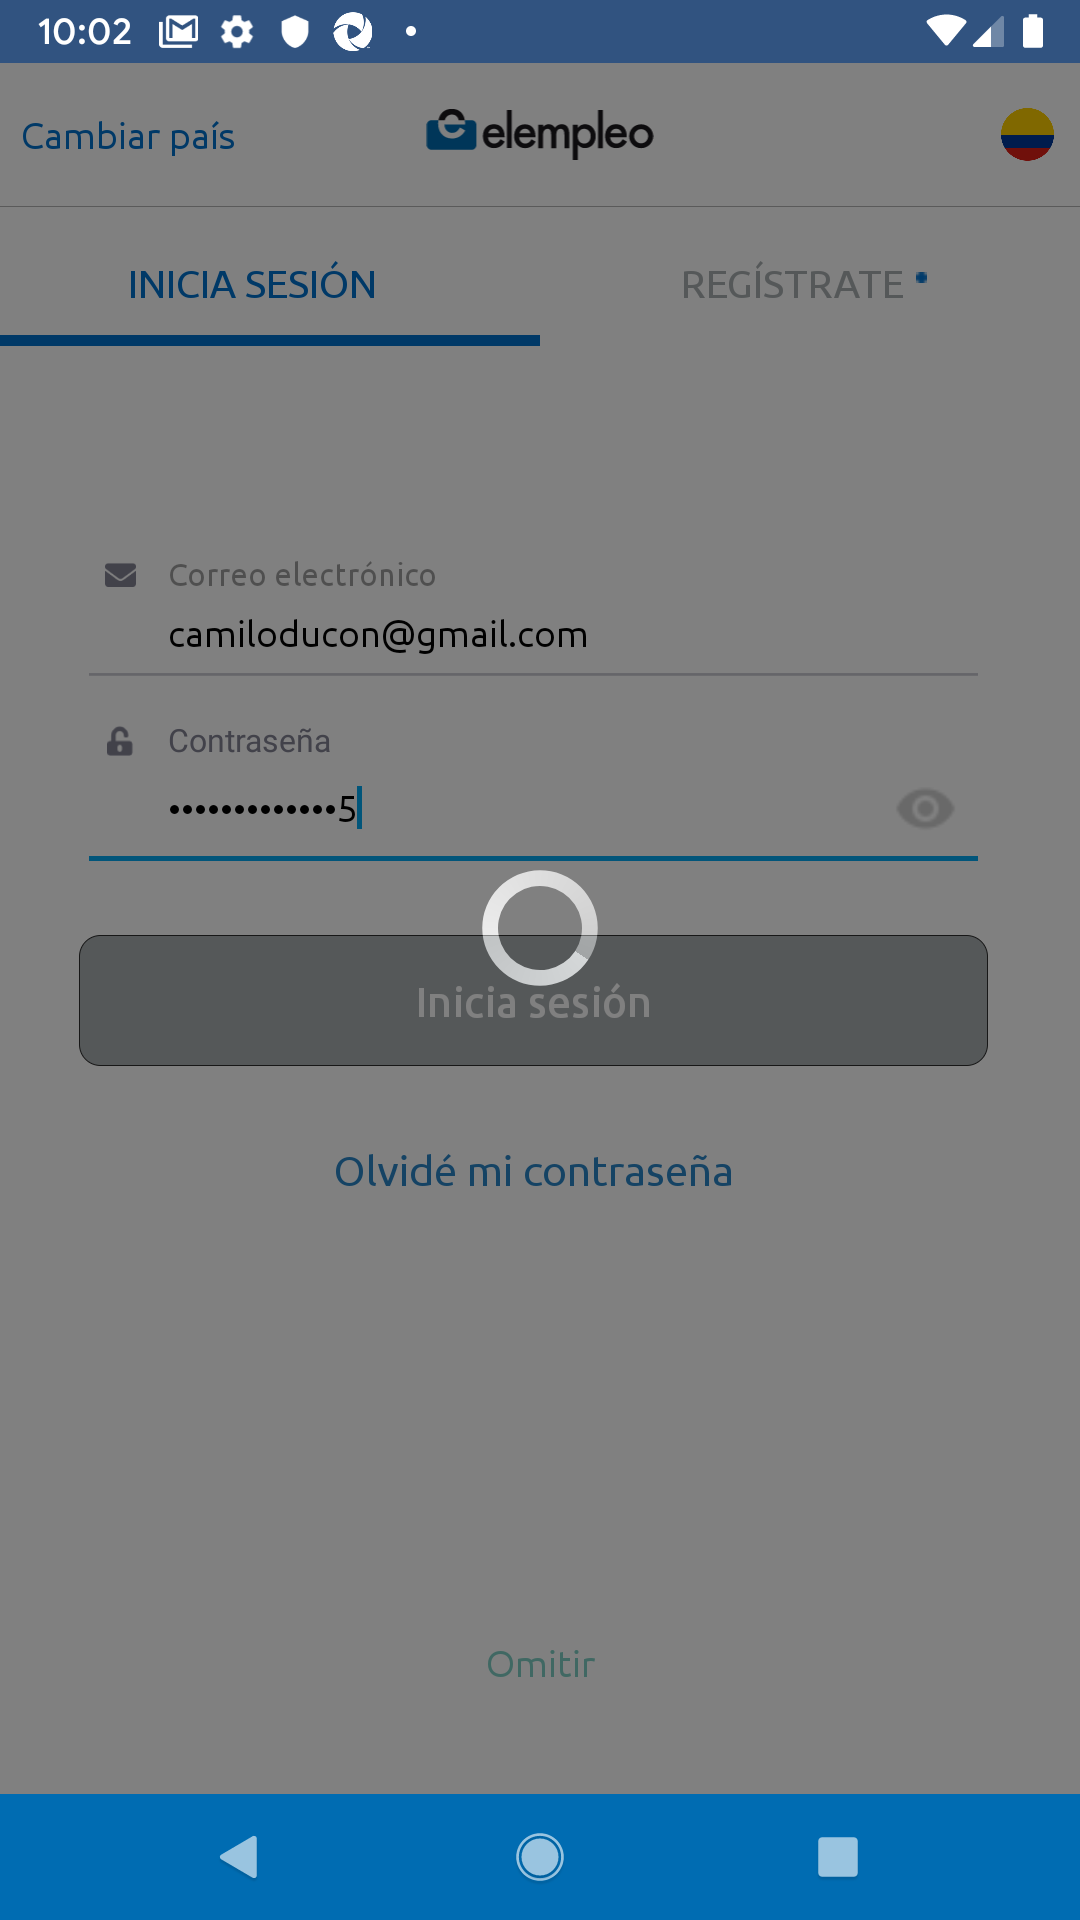 10:02
Cambiar país
elempleo
INICIA SESIÓN
REGÍSTRATE
Correo electrónico
camiloducon@gmail.com
Contraseña
•••••••••••••5
Inicia sesión
Olvidé mi contraseña
Omitir